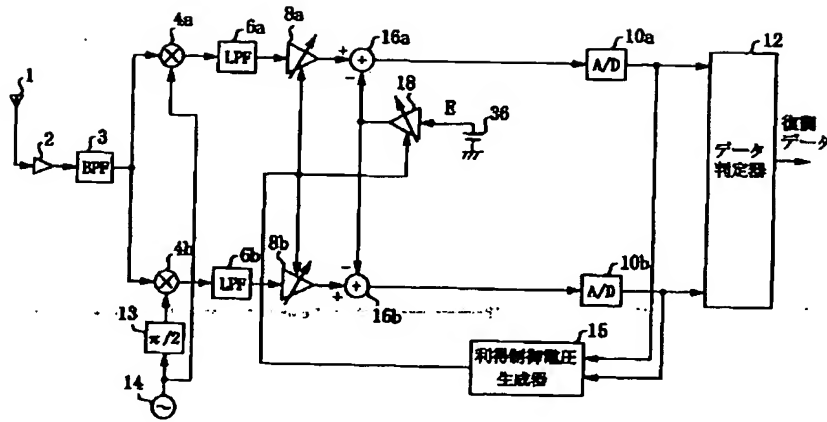 1
2
3
BPF
4a
6a
LPF
8a
+
16a
+
-
10a
A/D
12
データ
判定器
復調
データ
18
E
36
4b
6b
LPF
8b
-
+
+
16b
10b
A/D
13
π/2
14
~
15
利得制御電圧
生成器